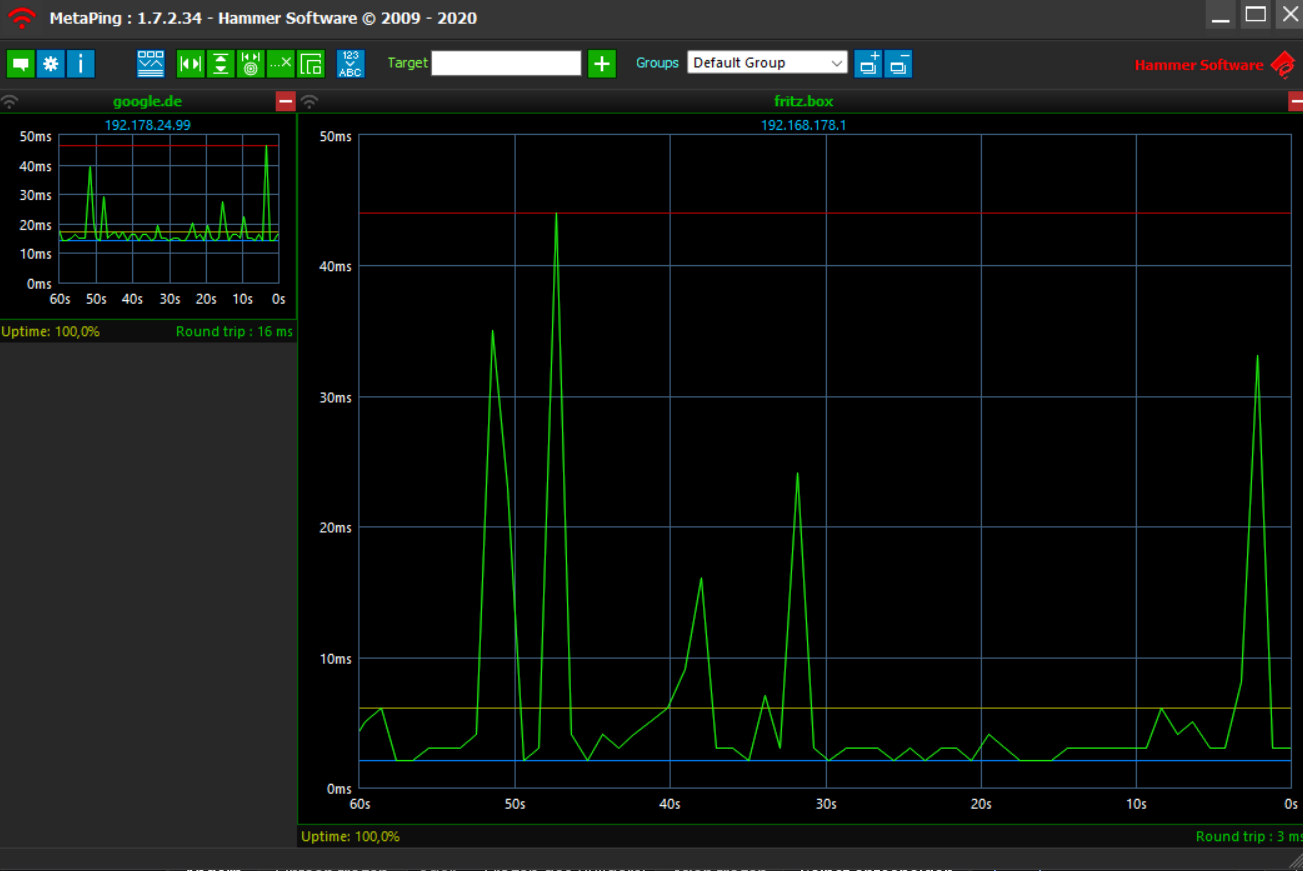 MetaPing : 1.7.2.34 - Hammer Software © 2009 - 2020
123
ABC
Target
Groups
Default Group
Hammer Software
google.de
192.178.24.99
50ms
40ms
30ms
20ms
10ms
0ms
60s 50s 40s 30s 20s 10s 0s
Uptime: 100,0%
Round trip : 16 ms
fritz.box
192.168.178.1
50ms
40ms
30ms
20ms
10ms
0ms
60s 50s 40s 30s 20s 10s 0s
Uptime: 100,0%
Round trip : 3 ms